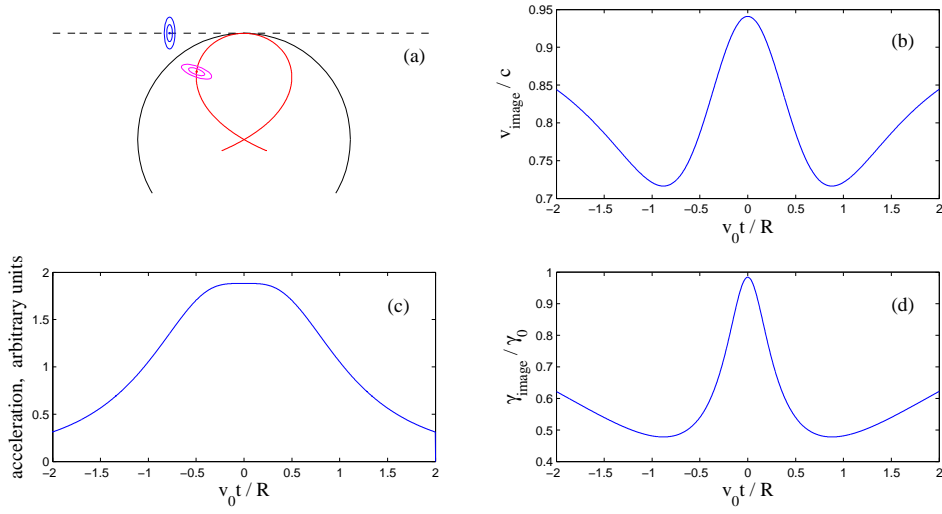 (a)
0.95
0.9
0.85
0.8
0.75
0.7
v_image / c
(b)
-2 -1.5 -1 -0.5 0 0.5 1 1.5 2
v_0 t / R
2
1.5
1
0.5
0
acceleration, arbitrary units
(c)
-2 -1.5 -1 -0.5 0 0.5 1 1.5 2
v_0 t / R
1
0.9
0.8
0.7
0.6
0.5
0.4
γ_image / γ_0
(d)
-2 -1.5 -1 -0.5 0 0.5 1 1.5 2
v_0 t / R